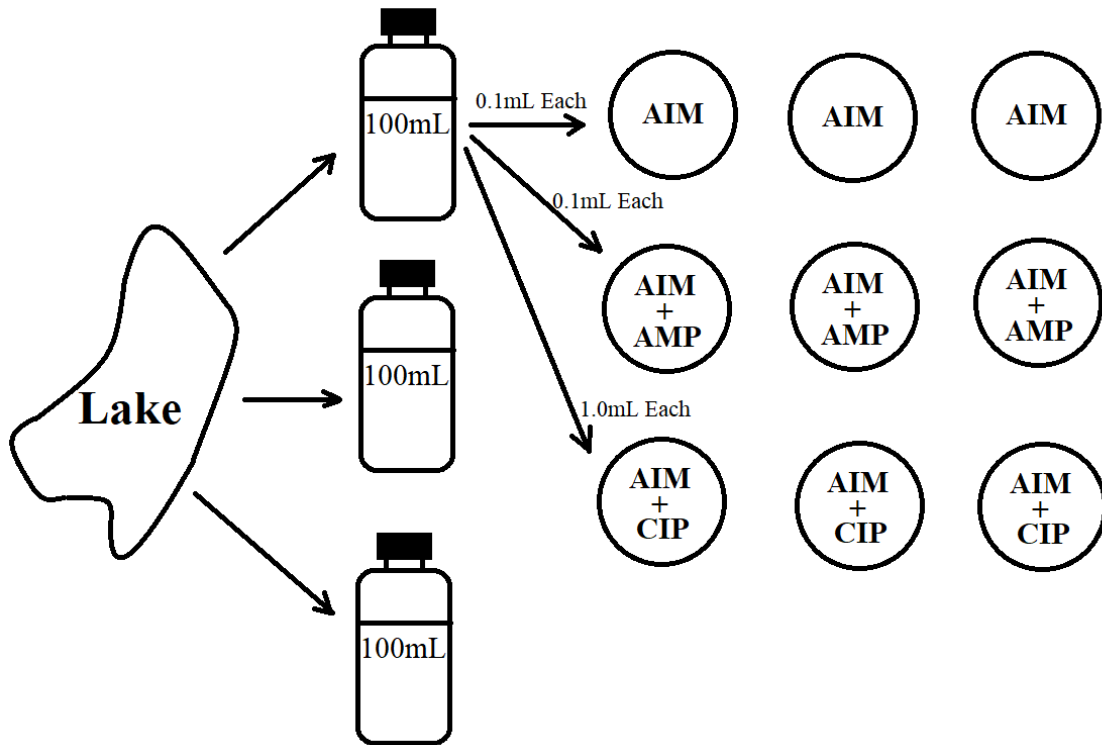 100mL
0.1mL Each
AIM
AIM
AIM
0.1mL Each
AIM
+
AMP
AIM
+
AMP
AIM
+
AMP
Lake
100mL
1.0mL Each
AIM
+
CIP
AIM
+
CIP
AIM
+
CIP
100mL